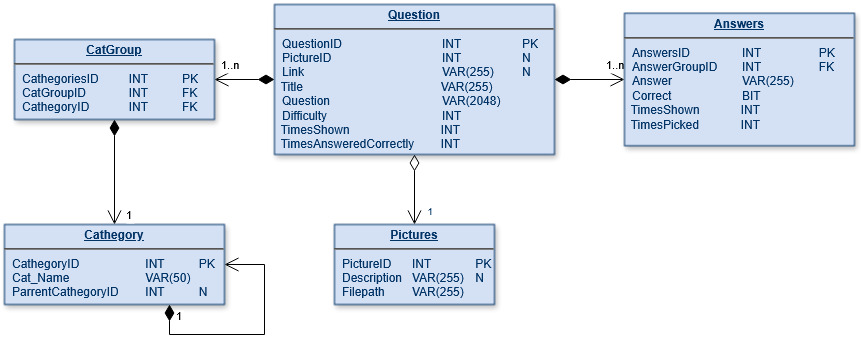 Question
QuestionID INT PK
PictureID INT N
Link VAR(255) N
Title VAR(255)
Question VAR(2048)
Difficulty INT
TimesShown INT
TimesAnsweredCorrectly INT
Answers
AnswersID INT PK
AnswerGroupID INT FK
Answer VAR(255)
Correct BIT
TimesShown INT
TimesPicked INT
CatGroup
CathegoriesID INT PK
CatGroupID INT FK
CathegoryID INT FK
1..n
1..n
1
1
Cathegory
CathegoryID INT PK
Cat_Name VAR(50)
ParrentCathegoryID INT N
1
Pictures
PictureID INT PK
Description VAR(255) N
Filepath VAR(255)